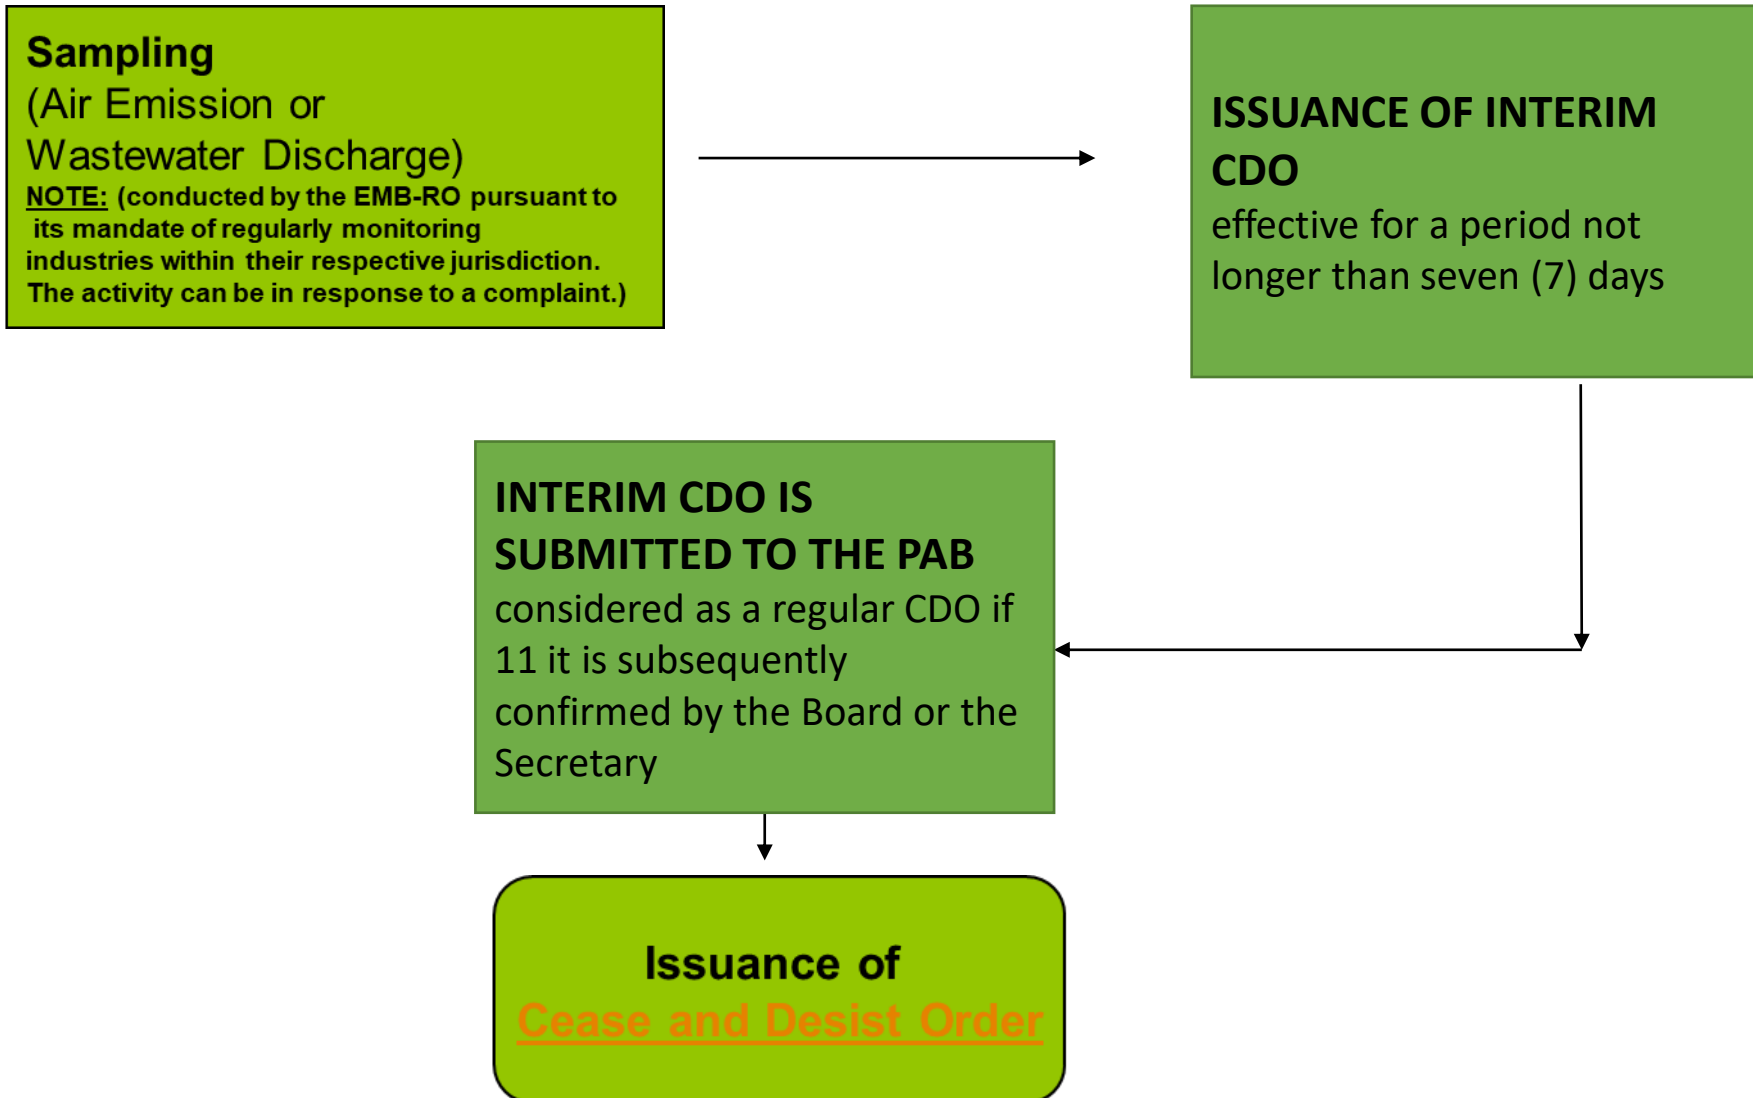 Sampling
(Air Emission or
Wastewater Discharge)
NOTE: (conducted by the EMB-RO pursuant to
its mandate of regularly monitoring
industries within their respective jurisdiction.
The activity can be in response to a complaint.)
ISSUANCE OF INTERIM
CDO
effective for a period not
longer than seven (7) days
INTERIM CDO IS
SUBMITTED TO THE PAB
considered as a regular CDO if
11 it is subsequently
confirmed by the Board or the
Secretary
Issuance of
Cease and Desist Order